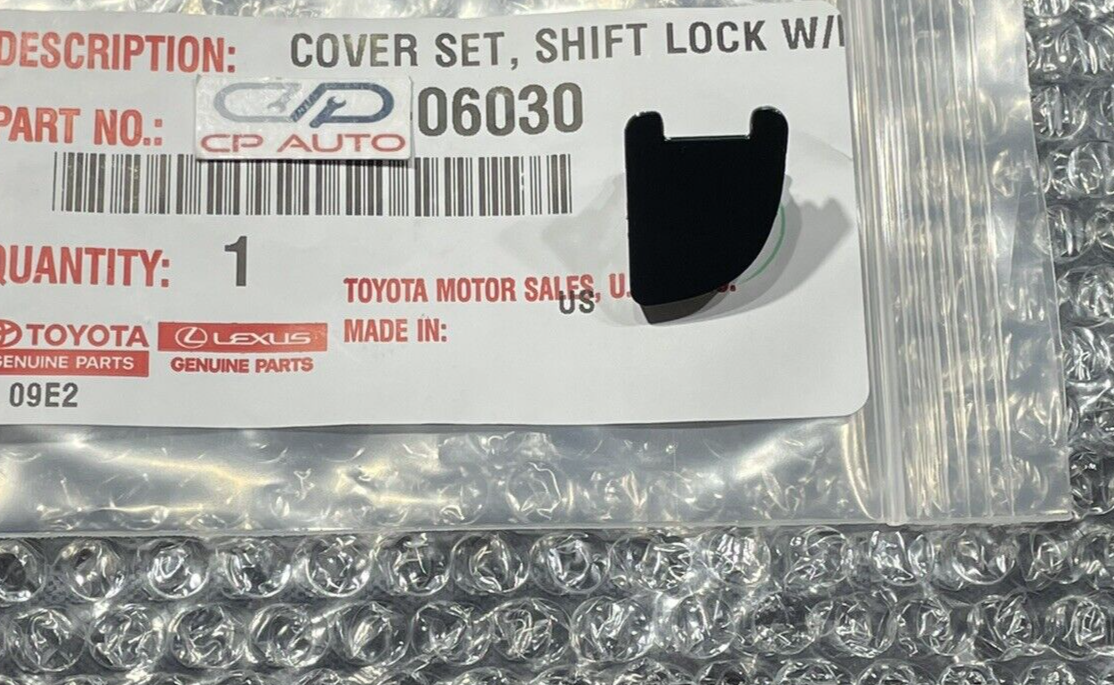 DESCRIPTION: COVER SET, SHIFT LOCK W/
PART NO.: 06030
CP AUTO
QUANTITY: 1
TOYOTA MOTOR SALES, U.
US
MADE IN:
TOYOTA
GENUINE PARTS
LEXUS
GENUINE PARTS
09E2